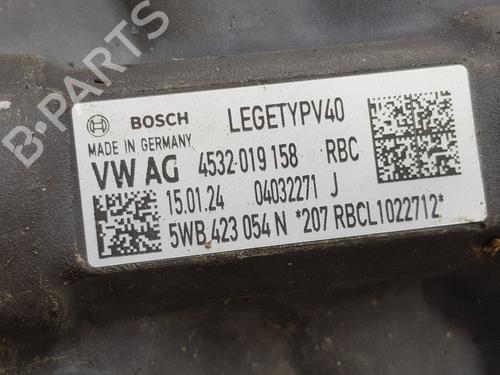 BPARTS
BOSCH LEGETYPV40
MADE IN GERMANY
VW AG 4532-019 158 RBC
15.01.24 04032271 J
5WB 423 054 N *207 RBCL1022712*